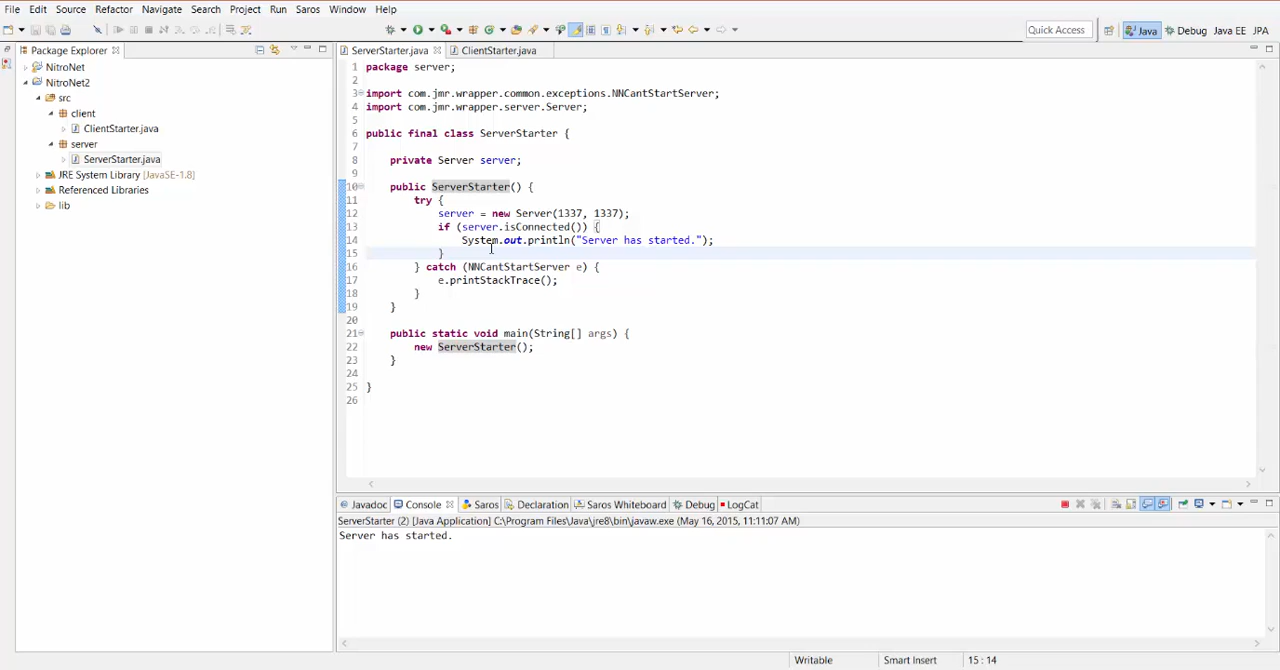 File Edit Source Refactor Navigate Search Project Run Saros Window Help
Quick Access Java Debug Java EE JPA
Package Explorer
NitroNet
NitroNet2
src
client
ClientStarter.java
server
ServerStarter.java
JRE System Library [JavaSE-1.8]
Referenced Libraries
lib
ServerStarter.java ClientStarter.java
1 package server;
2
3 import com.jmr.wrapper.common.exceptions.NNCantStartServer;
4 import com.jmr.wrapper.server.Server;
5
6 public final class ServerStarter {
7
8 private Server server;
9
10 public ServerStarter() {
11 try {
12 server = new Server(1337, 1337);
13 if (server.isConnected()) {
14 System.out.println("Server has started.");
15 }
16 } catch (NNCantStartServer e) {
17 e.printStackTrace();
18 }
19 }
20
21 public static void main(String[] args) {
22 new ServerStarter();
23 }
24
25 }
26
Javadoc Console Saros Declaration Saros Whiteboard Debug LogCat
ServerStarter (2) [Java Application] C:\Program Files\Java\jre8\bin\javaw.exe (May 16, 2015, 11:11:07 AM)
Server has started.
Writable Smart Insert 15 : 14